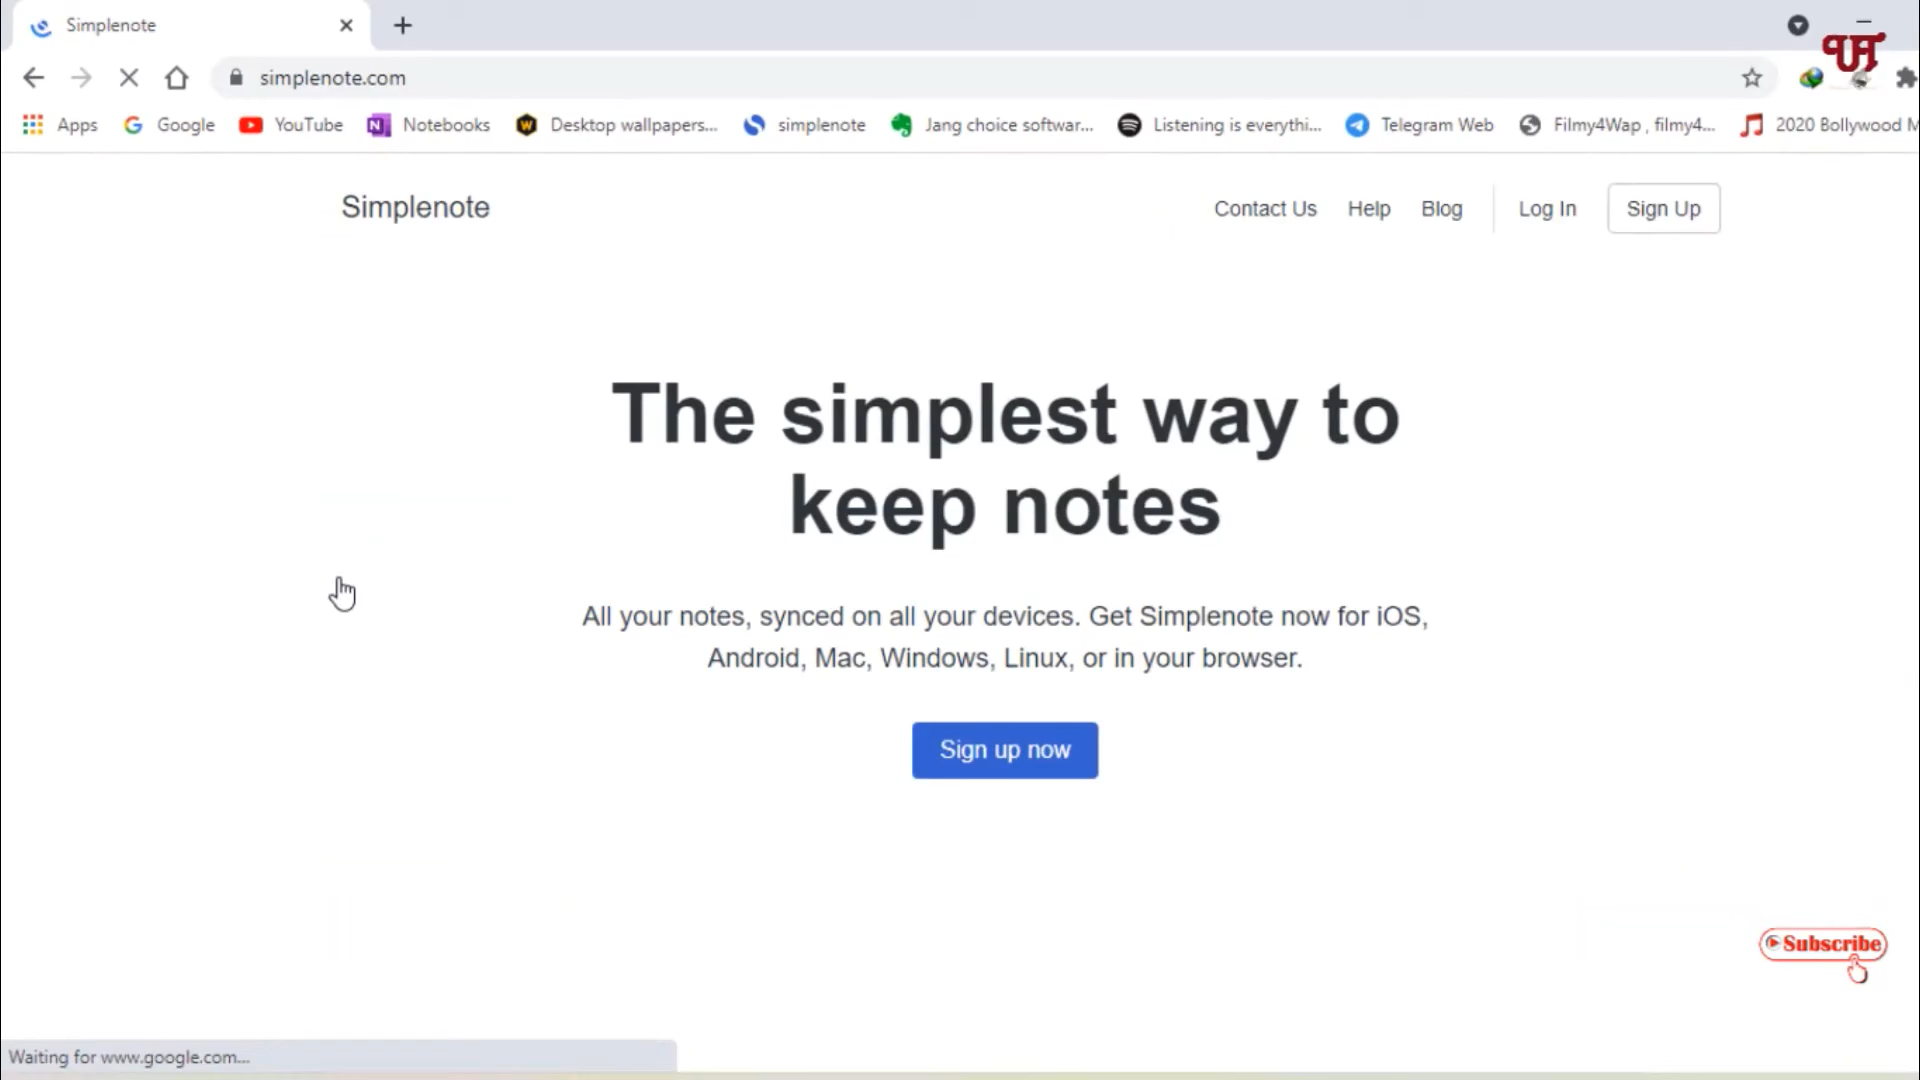 Simplenote
simplenote.com
Apps Google YouTube Notebooks Desktop wallpapers... simplenote Jang choice softwar... Listening is everythi... Telegram Web Filmy4Wap , filmy4... 2020 Bollywood M
Simplenote Contact Us Help Blog Log In Sign Up
The simplest way to
keep notes
All your notes, synced on all your devices. Get Simplenote now for iOS,
Android, Mac, Windows, Linux, or in your browser.
Sign up now
Subscribe
Waiting for www.google.com...